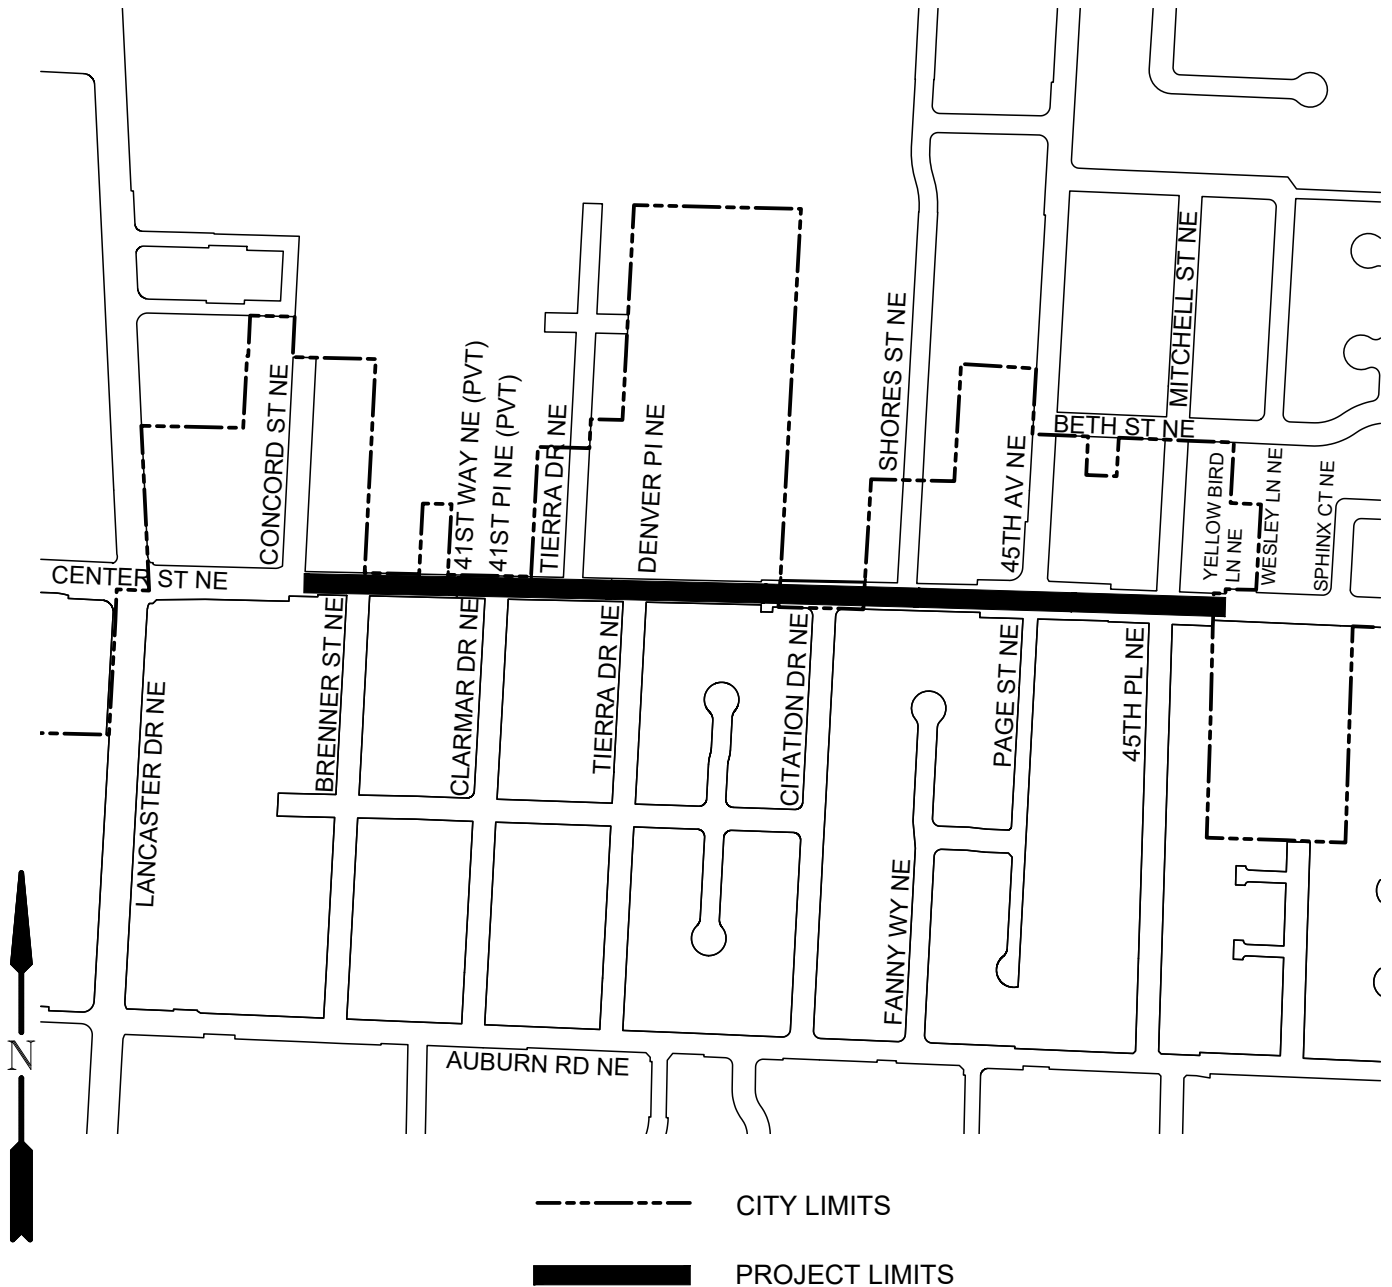 MITCHELL ST NE
SHORES ST NE
41ST WAY NE (PVT)
41ST Pl NE (PVT)
CONCORD ST NE
TIERRA DR NE
DENVER Pl NE
BETH ST NE
45TH AV NE
YELLOW BIRD
LN NE
WESLEY LN NE
SPHINX CT NE
CENTER ST NE
BRENNER ST NE
CLARMAR DR NE
TIERRA DR NE
CITATION DR NE
PAGE ST NE
45TH PL NE
LANCASTER DR NE
FANNY WY NE
N
AUBURN RD NE
CITY LIMITS
PROJECT LIMITS